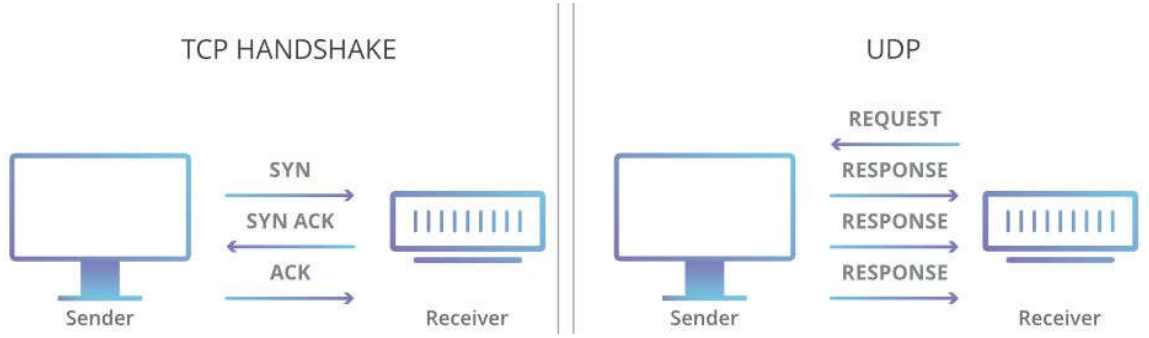 TCP HANDSHAKE
SYN
SYN ACK
ACK
Sender
Receiver
UDP
REQUEST
RESPONSE
RESPONSE
RESPONSE
Sender
Receiver